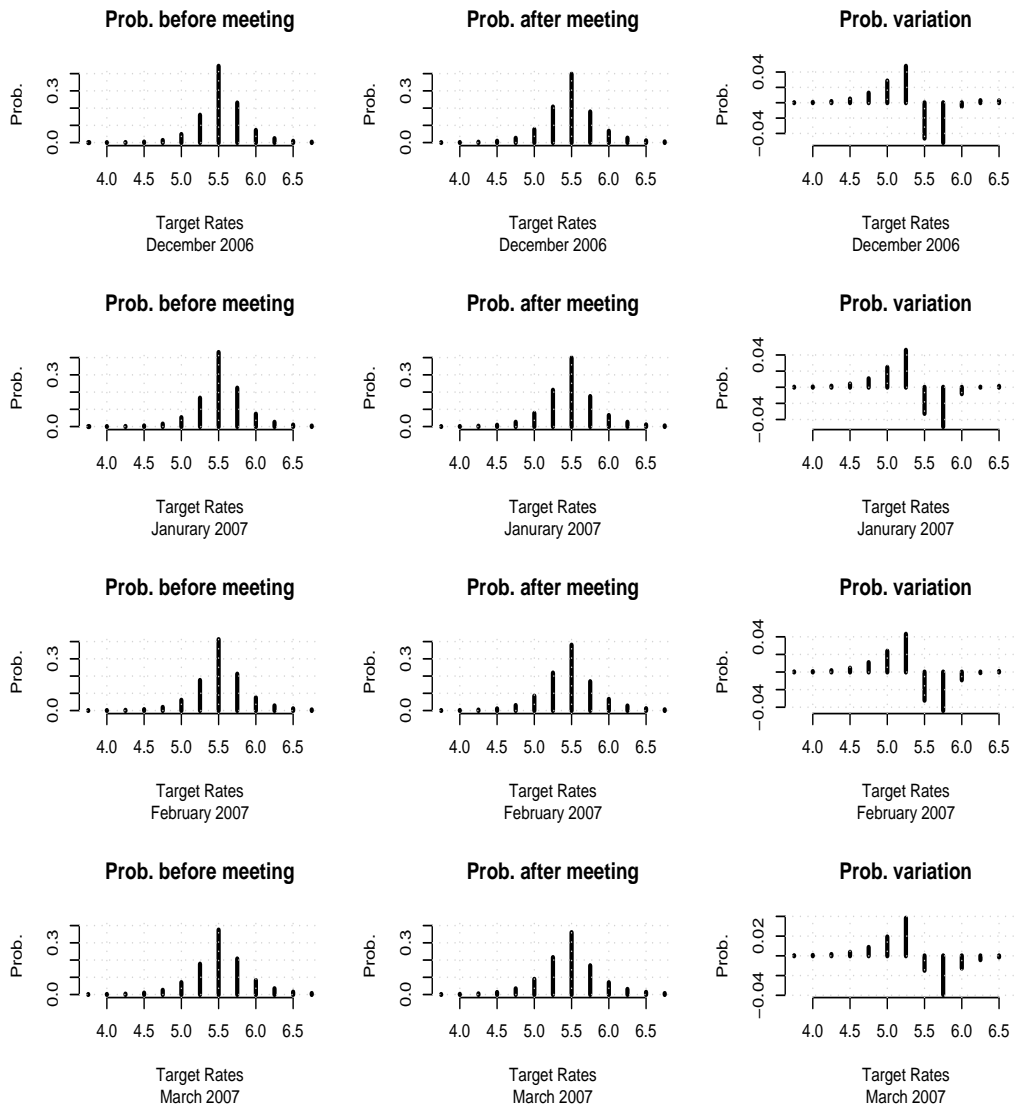 Prob. before meeting
Prob.
0.0 0.3
4.0 4.5 5.0 5.5 6.0 6.5
Target Rates
December 2006
Prob. after meeting
Prob.
0.0 0.3
4.0 4.5 5.0 5.5 6.0 6.5
Target Rates
December 2006
Prob. variation
Prob.
−0.04 0.04
4.0 4.5 5.0 5.5 6.0 6.5
Target Rates
December 2006
Prob. before meeting
Prob.
0.0 0.3
4.0 4.5 5.0 5.5 6.0 6.5
Target Rates
Janurary 2007
Prob. after meeting
Prob.
0.0 0.3
4.0 4.5 5.0 5.5 6.0 6.5
Target Rates
Janurary 2007
Prob. variation
Prob.
−0.04 0.04
4.0 4.5 5.0 5.5 6.0 6.5
Target Rates
Janurary 2007
Prob. before meeting
Prob.
0.0 0.3
4.0 4.5 5.0 5.5 6.0 6.5
Target Rates
February 2007
Prob. after meeting
Prob.
0.0 0.3
4.0 4.5 5.0 5.5 6.0 6.5
Target Rates
February 2007
Prob. variation
Prob.
−0.04 0.04
4.0 4.5 5.0 5.5 6.0 6.5
Target Rates
February 2007
Prob. before meeting
Prob.
0.0 0.3
4.0 4.5 5.0 5.5 6.0 6.5
Target Rates
March 2007
Prob. after meeting
Prob.
0.0 0.3
4.0 4.5 5.0 5.5 6.0 6.5
Target Rates
March 2007
Prob. variation
Prob.
−0.04 0.02
4.0 4.5 5.0 5.5 6.0 6.5
Target Rates
March 2007